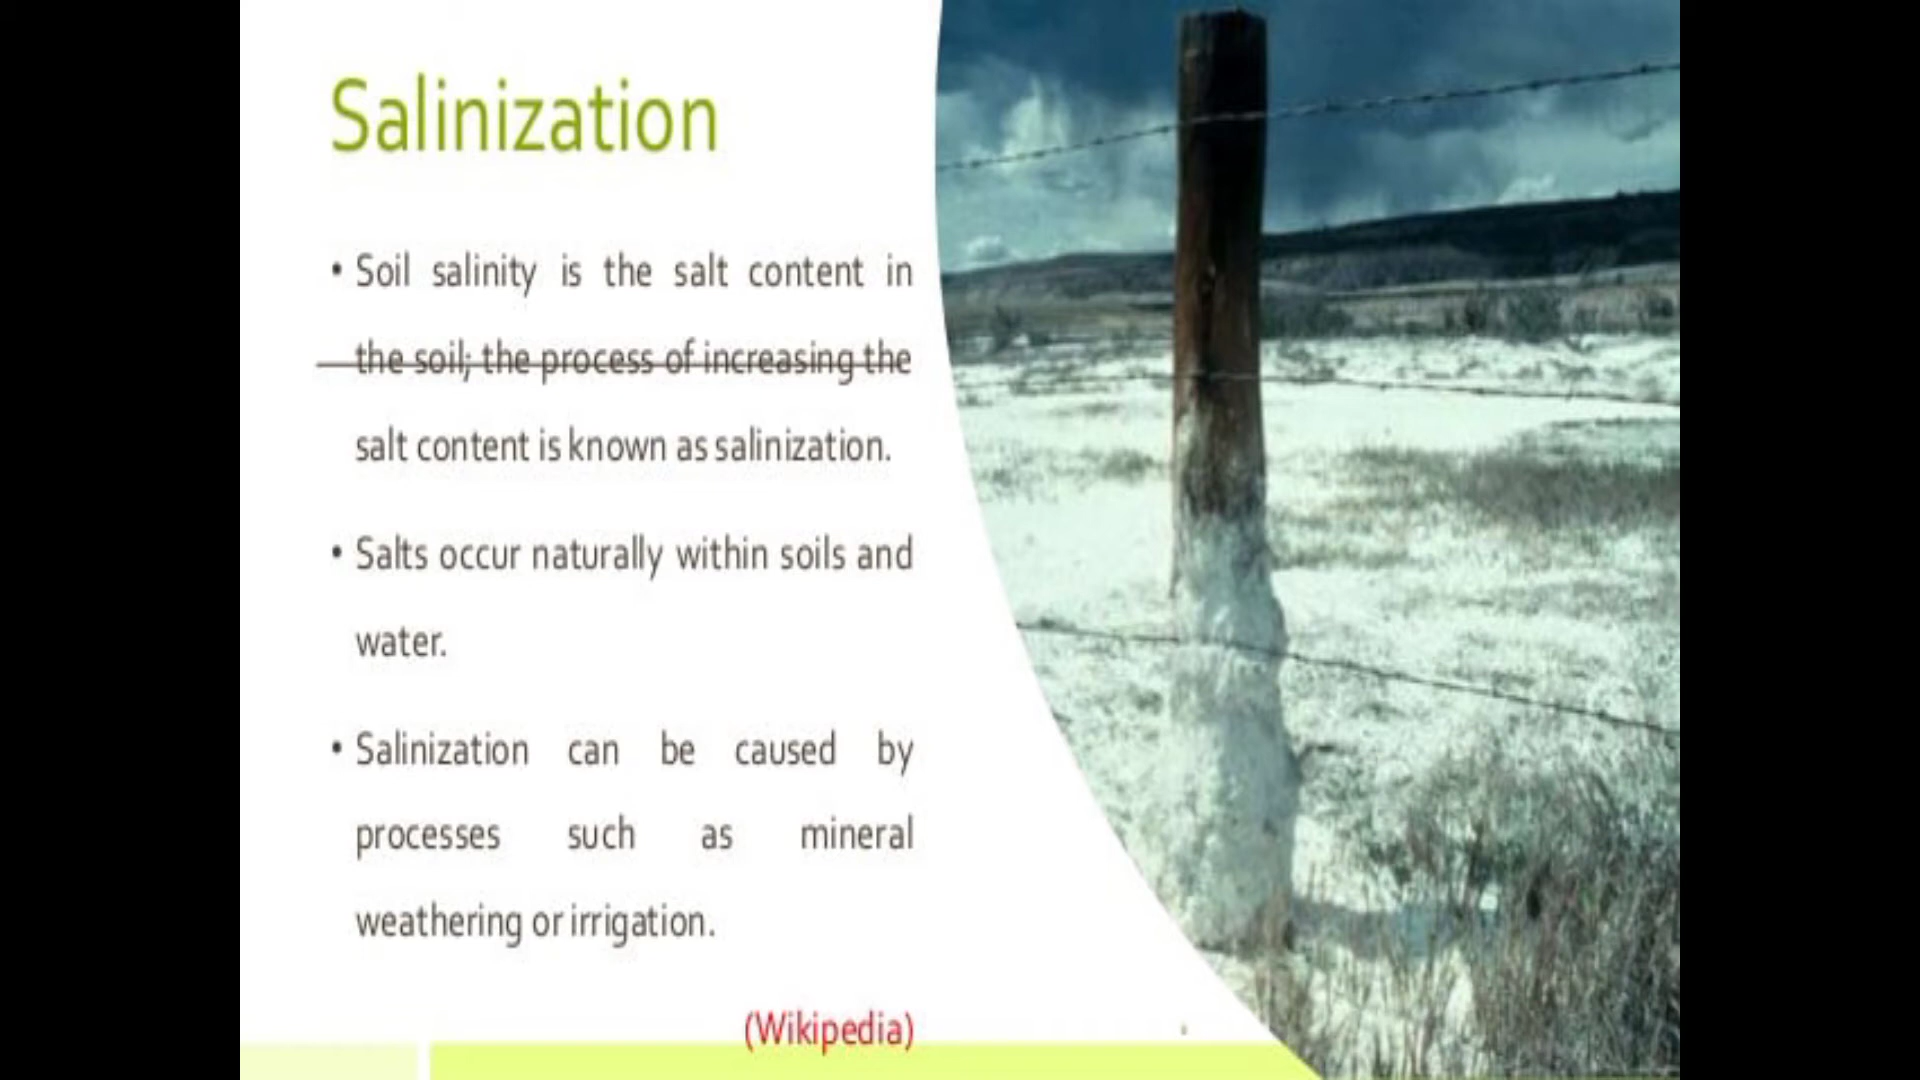 Salinization
• Soil salinity is the salt content in
the soil; the process of increasing the
salt content is known as salinization.
• Salts occur naturally within soils and
water.
• Salinization can be caused by
processes such as mineral
weathering or irrigation.
(Wikipedia)